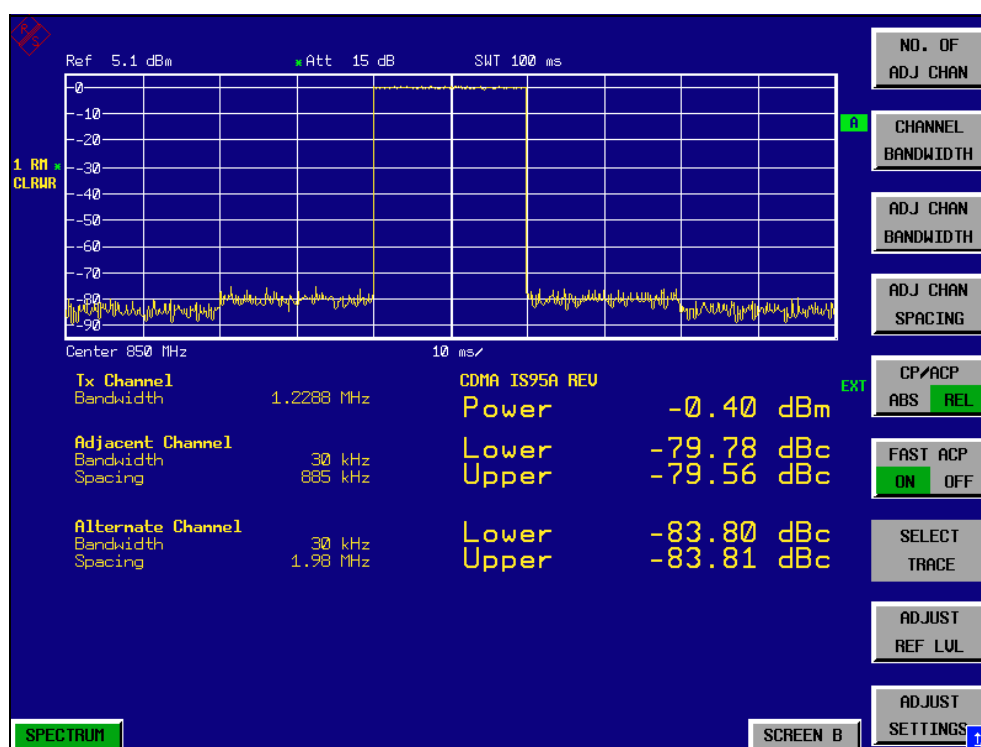 R S
Ref 5.1 dBm * Att 15 dB SWT 100 ms
0
-10
-20
-30
-40
-50
-60
-70
-80
-90
1 RM *
CLRWR
A
Center 850 MHz 10 ms/
Tx Channel
Bandwidth 1.2288 MHz
CDMA IS95A REV
Power -0.40 dBm
EXT
Adjacent Channel
Bandwidth 30 kHz
Spacing 885 kHz
Lower -79.78 dBc
Upper -79.56 dBc
Alternate Channel
Bandwidth 30 kHz
Spacing 1.98 MHz
Lower -83.80 dBc
Upper -83.81 dBc
NO. OF
ADJ CHAN
CHANNEL
BANDWIDTH
ADJ CHAN
BANDWIDTH
ADJ CHAN
SPACING
CP/ACP
ABS REL
FAST ACP
ON OFF
SELECT
TRACE
ADJUST
REF LVL
ADJUST
SETTINGS
SPECTRUM
SCREEN B